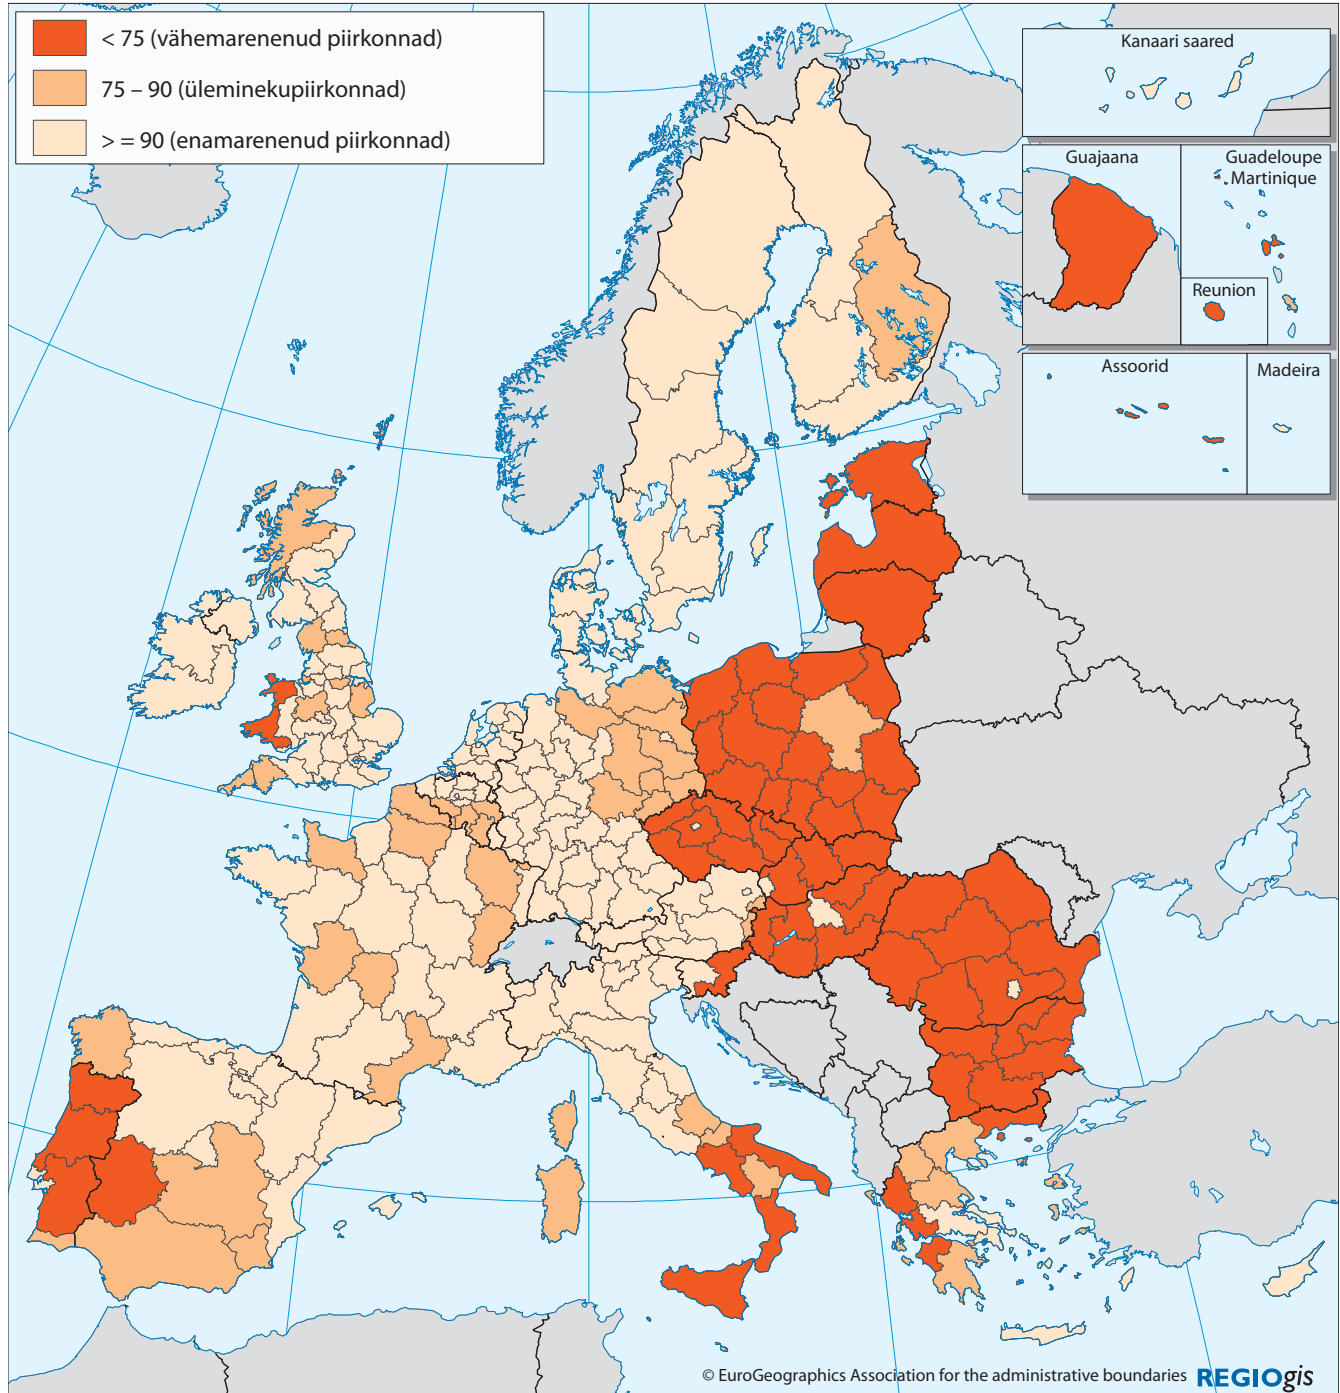 < 75 (vähemarenenud piirkonnad)
75 – 90 (üleminekupiirkonnad)
> = 90 (enamarenenud piirkonnad)
Kanaari saared
Guajaana
Guadeloupe
Martinique
Reunion
Assoorid
Madeira
© EuroGeographics Association for the administrative boundaries
REGIOgis